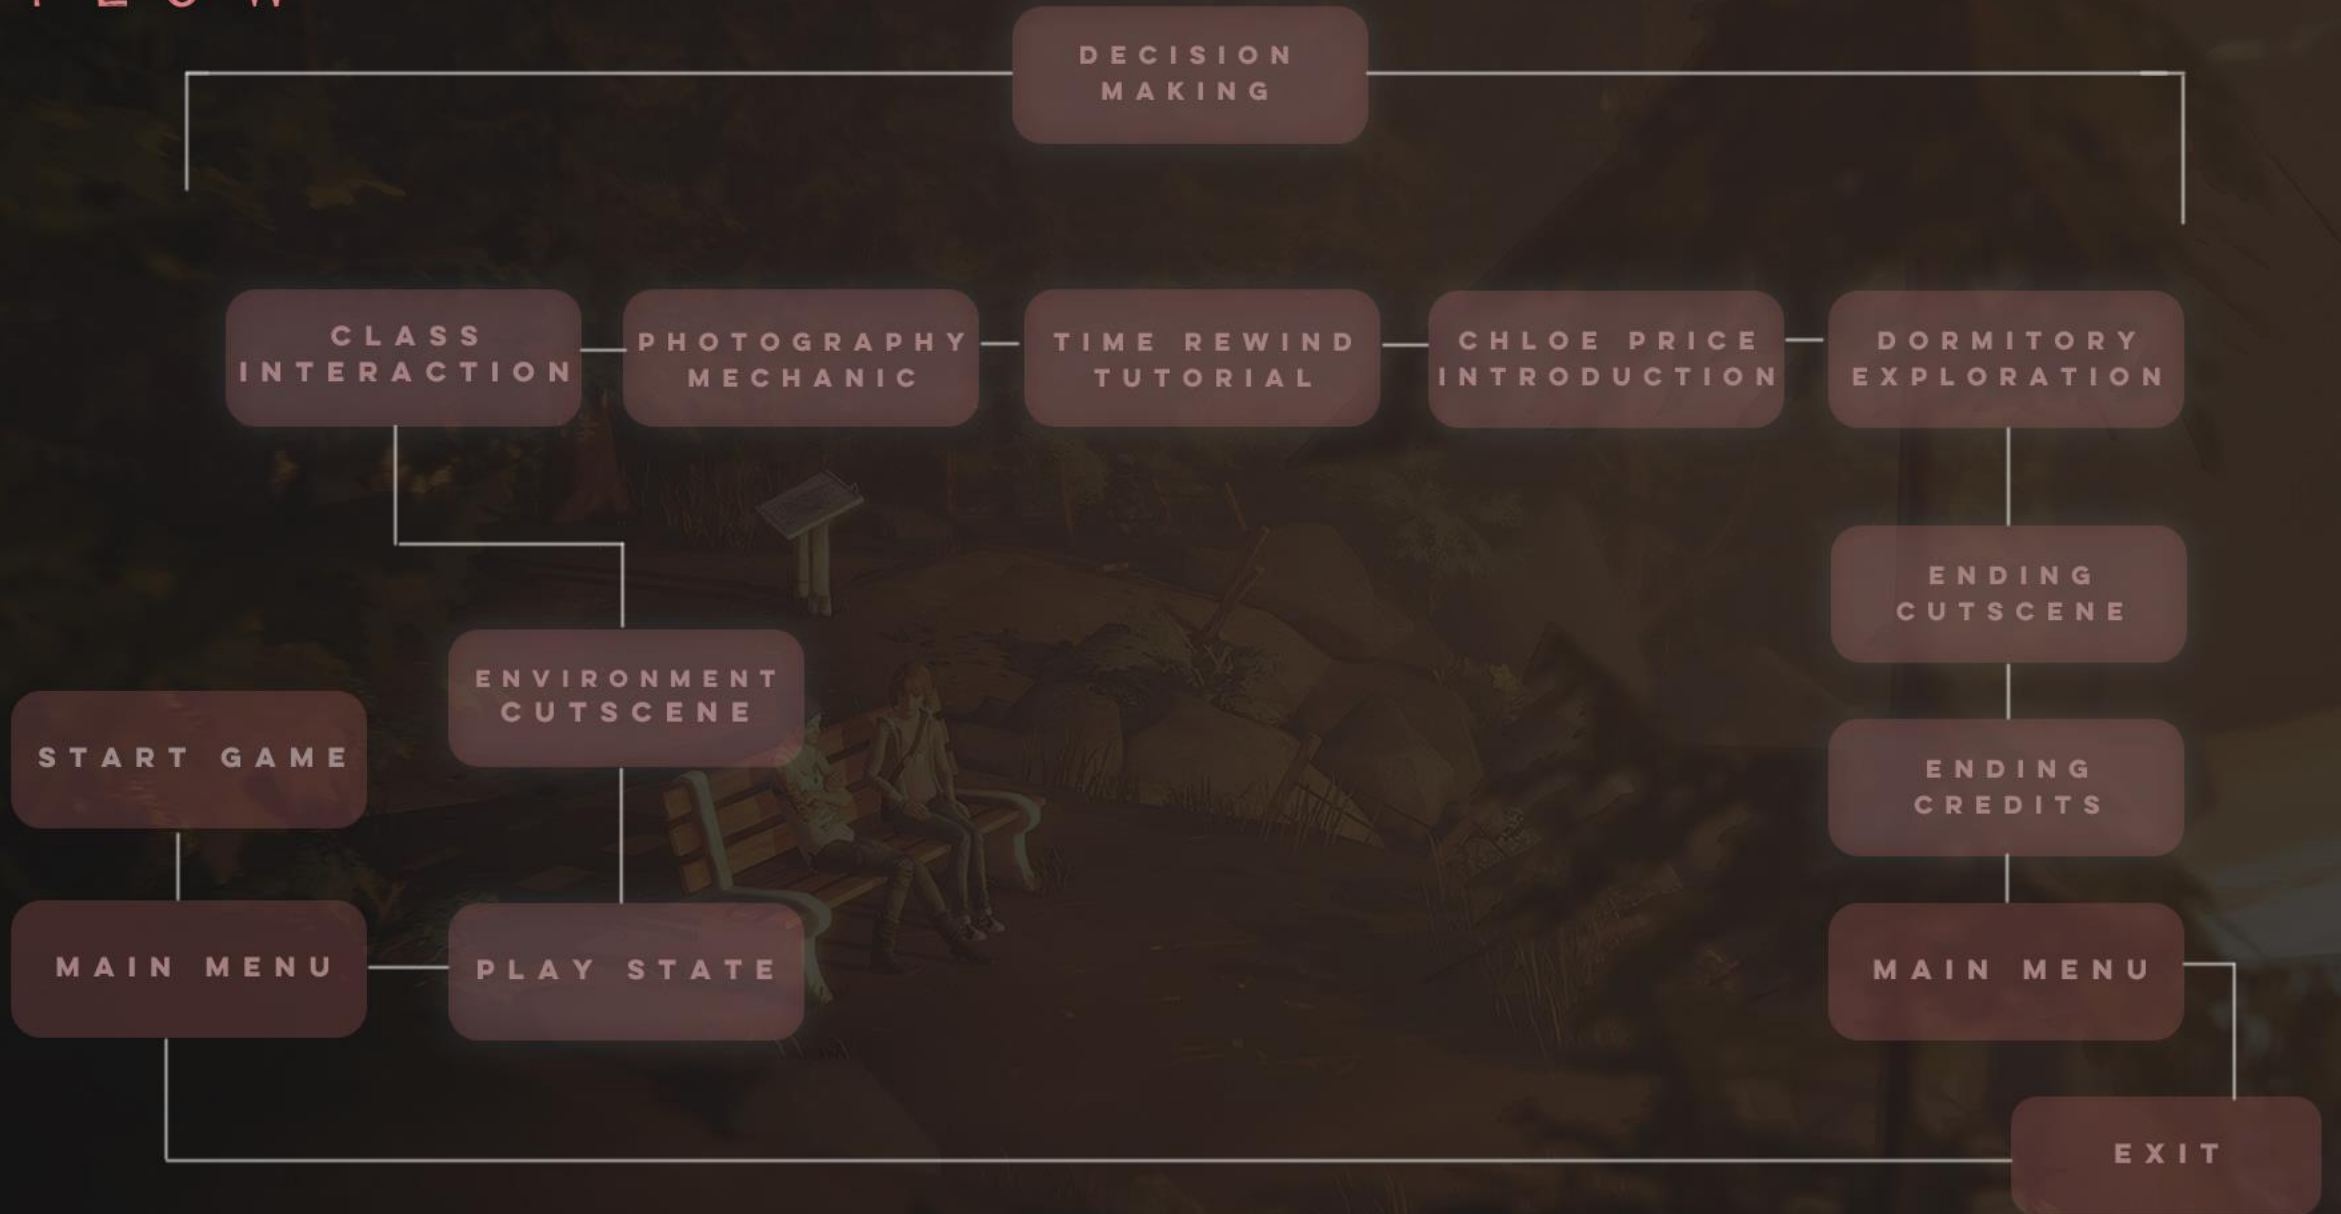 DECISION
MAKING
CLASS
INTERACTION
PHOTOGRAPHY
MECHANIC
TIME REWIND
TUTORIAL
CHLOE PRICE
INTRODUCTION
DORMITORY
EXPLORATION
ENDING
CUTSCENE
ENVIRONMENT
CUTSCENE
START GAME
ENDING
CREDITS
MAIN MENU
PLAY STATE
MAIN MENU
EXIT